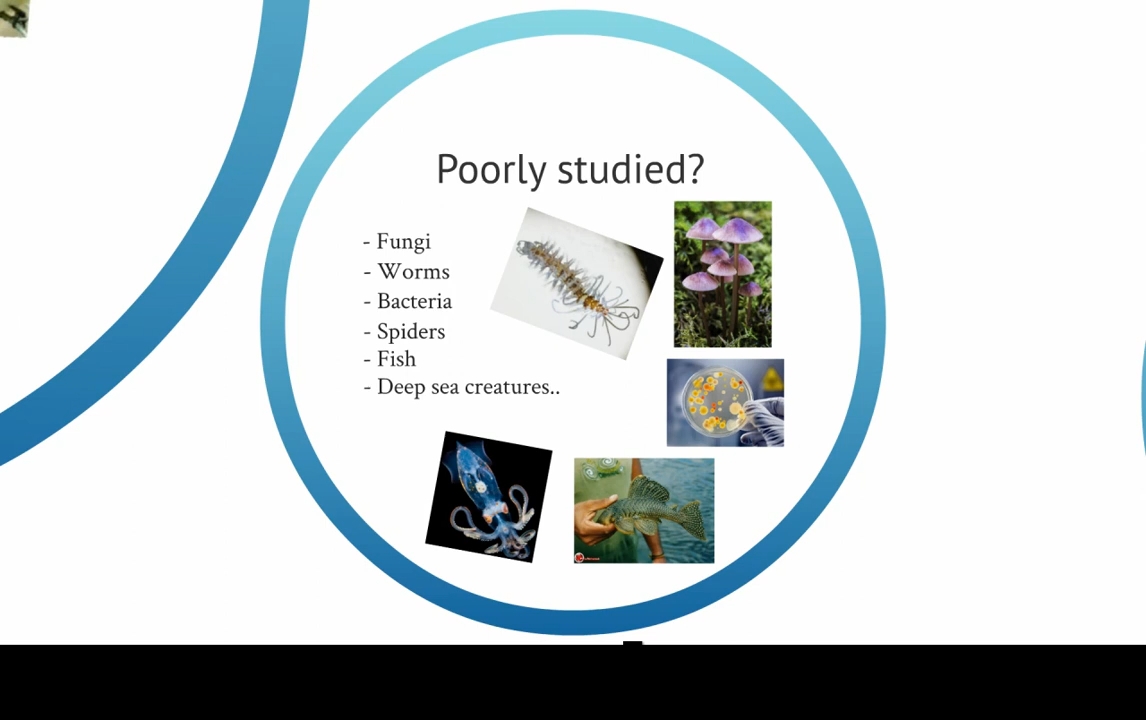 Poorly studied?
- Fungi
- Worms
- Bacteria
- Spiders
- Fish
- Deep sea creatures..